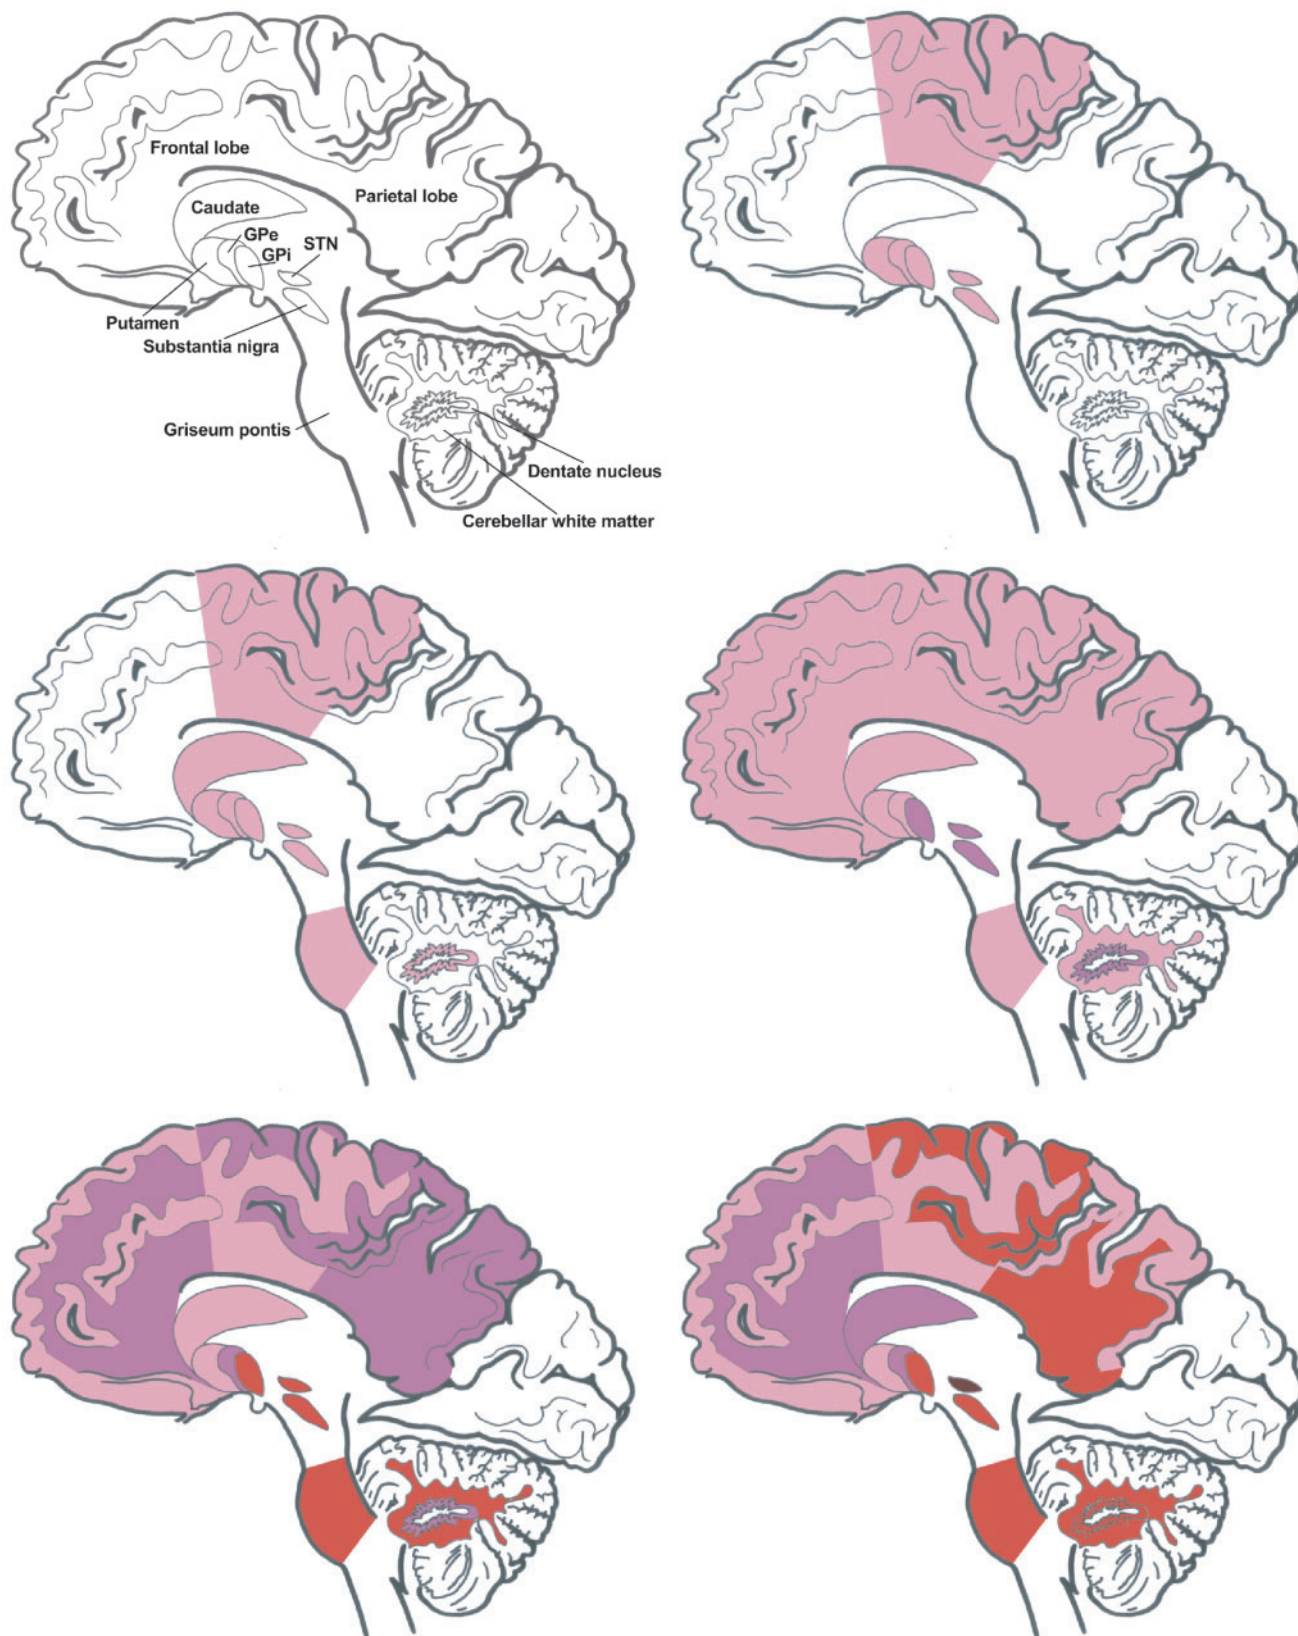 Frontal lobe
Parietal lobe
Caudate
GPe
STN
GPi
Putamen
Substantia nigra
Griseum pontis
Dentate nucleus
Cerebellar white matter